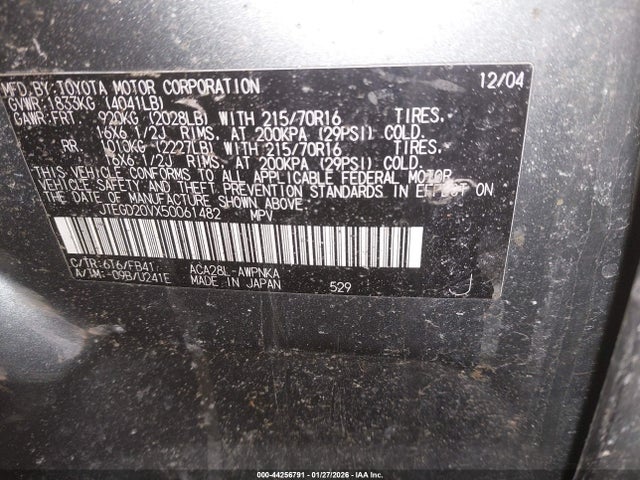 MFD.BY:TOYOTA MOTOR CORPORATION 12/04
GVWR:1833KG (4041LB)
GAWR:FRT 920KG (2028LB) WITH 215/70R16 TIRES.
16X6 1/2J RIMS. AT 200KPA (29PSI) COLD.
RR 1010KG (2227LB) WITH 215/70R16 TIRES.
16X6 1/2J RIMS. AT 200KPA (29PSI) COLD.
THIS VEHICLE CONFORMS TO ALL APPLICABLE FEDERAL MOTOR
VEHICLE SAFETY AND THEFT PREVENTION STANDARDS IN EFFECT ON
THE DATE OF MANUFACTURE SHOWN ABOVE.
JTEGD20VX50061482 MPV
C/TR:6T6/FB41 ACA28L-AWPNKA
A/TM:-09B/U241E MADE IN JAPAN 529 J
000-44256791 | 01/27/2026 | IAA Inc.